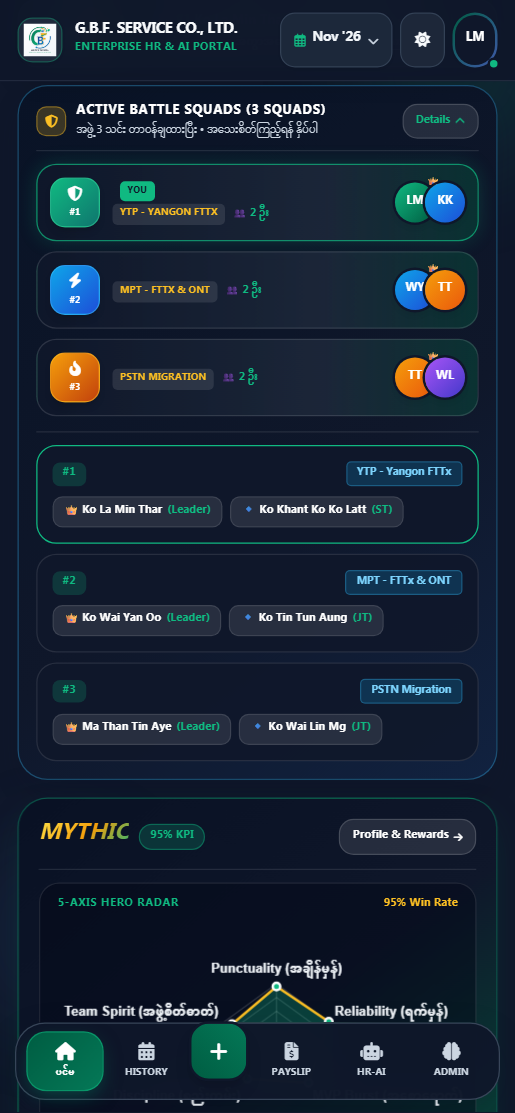 G.B.F. SERVICE CO., LTD.
ENTERPRISE HR & AI PORTAL
Nov '26
LM
ACTIVE BATTLE SQUADS (3 SQUADS)
အဖွဲ့ 3 သင်း တာဝန်ချထားပြီး • အသေးစိတ်ကြည့်ရန် နှိပ်ပါ
Details
#1
YOU
YTP - YANGON FTTX
2 ဦး
LM
KK
#2
MPT - FTTX & ONT
2 ဦး
WY
TT
#3
PSTN MIGRATION
2 ဦး
TT
WL
#1
YTP - Yangon FTTx
Ko La Min Thar (Leader)
Ko Khant Ko Ko Latt (ST)
#2
MPT - FTTx & ONT
Ko Wai Yan Oo (Leader)
Ko Tin Tun Aung (JT)
#3
PSTN Migration
Ma Than Tin Aye (Leader)
Ko Wai Lin Mg (JT)
MYTHIC
95% KPI
Profile & Rewards →
5-AXIS HERO RADAR
95% Win Rate
Punctuality (အချိန်မှန်)
Team Spirit (အဖွဲ့စိတ်ဓာတ်)
Reliability (ရက်မှန်)
ပင်မ
HISTORY
PAYSLIP
HR-AI
ADMIN